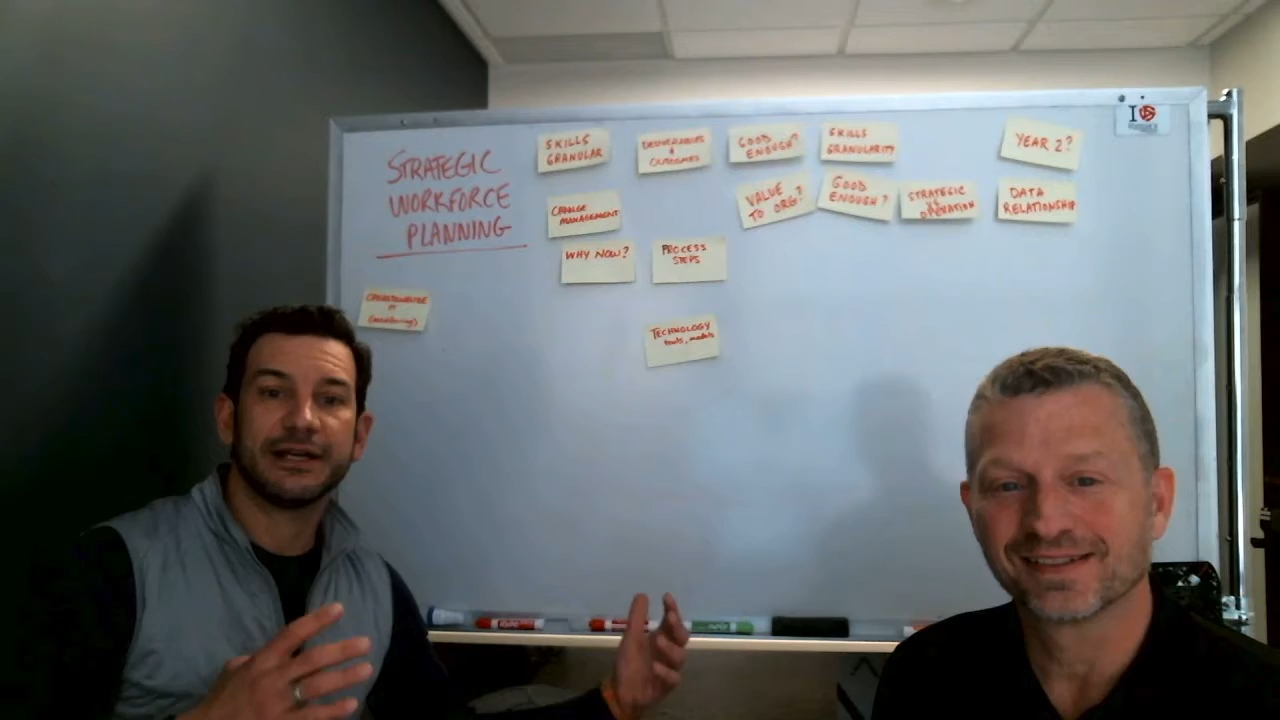 STRATEGIC
WORKFORCE
PLANNING
SKILLS
GRANULAR
DELIVERABLES
&
OUTCOMES
GOOD
ENOUGH?
SKILLS
GRANULARITY
YEAR 2?
CHANGE
MANAGEMENT
VALUE
TO ORG?
GOOD
ENOUGH?
STRATEGIC
VS
OPERATION
DATA
RELATIONSHIP
WHY NOW?
PROCESS
STEPS
TECHNOLOGY
tools, models
I